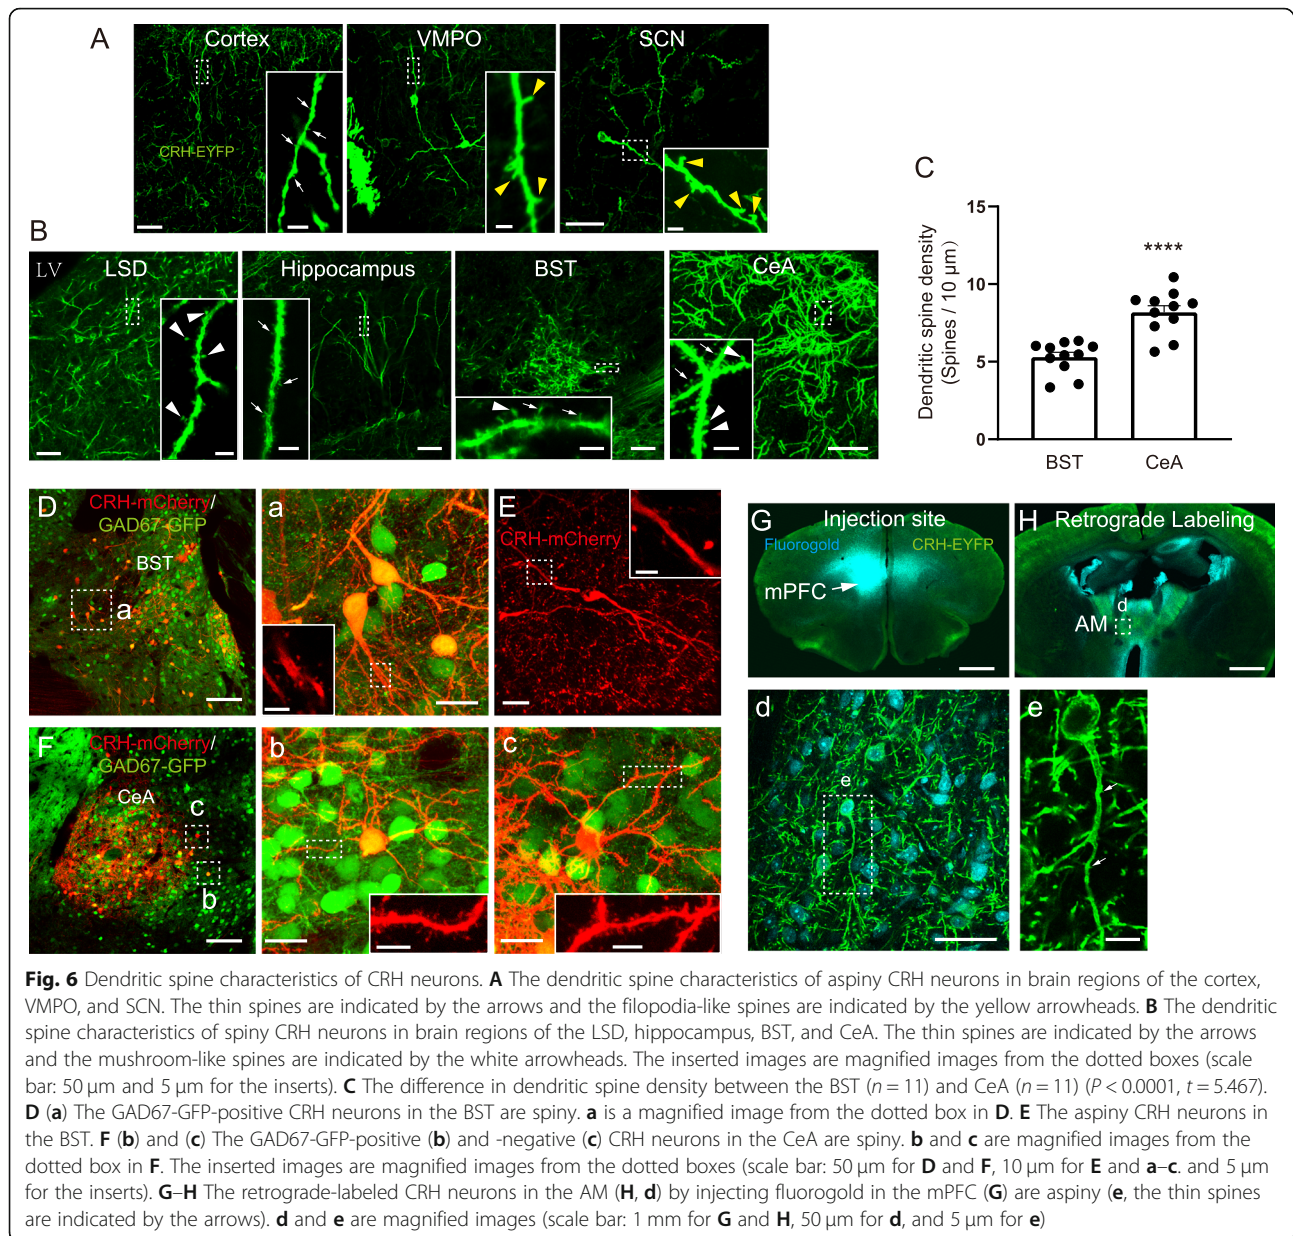 A
Cortex
VMPO
SCN
CRH-EYFP
B
LV
LSD
Hippocampus
BST
CeA
C
Dendritic spine density
(Spines / 10 μm)
15
10
5
0
****
BST
CeA
D
CRH-mCherry/
GAD67-GFP
BST
a
a
E
CRH-mCherry
F
CRH-mCherry/
GAD67-GFP
CeA
c
b
b
c
G
Injection site
Fluorogold
CRH-EYFP
mPFC
H
Retrograde Labeling
d
AM
d
e
e
Fig. 6 Dendritic spine characteristics of CRH neurons. A The dendritic spine characteristics of aspiny CRH neurons in brain regions of the cortex,
VMPO, and SCN. The thin spines are indicated by the arrows and the filopodia-like spines are indicated by the yellow arrowheads. B The dendritic
spine characteristics of spiny CRH neurons in brain regions of the LSD, hippocampus, BST, and CeA. The thin spines are indicated by the arrows
and the mushroom-like spines are indicated by the white arrowheads. The inserted images are magnified images from the dotted boxes (scale
bar: 50 μm and 5 μm for the inserts). C The difference in dendritic spine density between the BST (n = 11) and CeA (n = 11) (P < 0.0001, t = 5.467).
D (a) The GAD67-GFP-positive CRH neurons in the BST are spiny. a is a magnified image from the dotted box in D. E The aspiny CRH neurons in
the BST. F (b) and (c) The GAD67-GFP-positive (b) and -negative (c) CRH neurons in the CeA are spiny. b and c are magnified images from the
dotted box in F. The inserted images are magnified images from the dotted boxes (scale bar: 50 μm for D and F, 10 μm for E and a–c. and 5 μm
for the inserts). G–H The retrograde-labeled CRH neurons in the AM (H, d) by injecting fluorogold in the mPFC (G) are aspiny (e, the thin spines
are indicated by the arrows). d and e are magnified images (scale bar: 1 mm for G and H, 50 μm for d, and 5 μm for e)